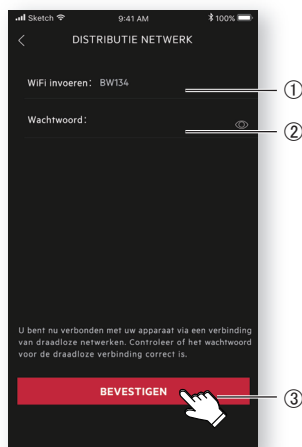 Sketch 9:41 AM 100%
DISTRIBUTIE NETWERK
WiFi invoeren: BW134
①
Wachtwoord:
②
U bent nu verbonden met uw apparaat via een verbinding
van draadloze netwerken. Controleer of het wachtwoord
voor de draadloze verbinding correct is.
BEVESTIGEN
③